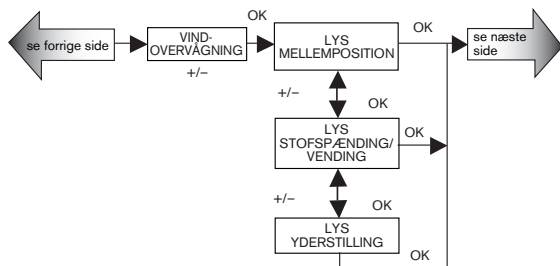 se forrige side
VIND-
OVERVÅGNING
+/–
OK
LYS
MELLEMPOSITION
OK
se næste
side
+/–
OK
LYS
STOFSPÆNDING/
VENDING
OK
+/–
OK
LYS
YDERSTILLING
OK